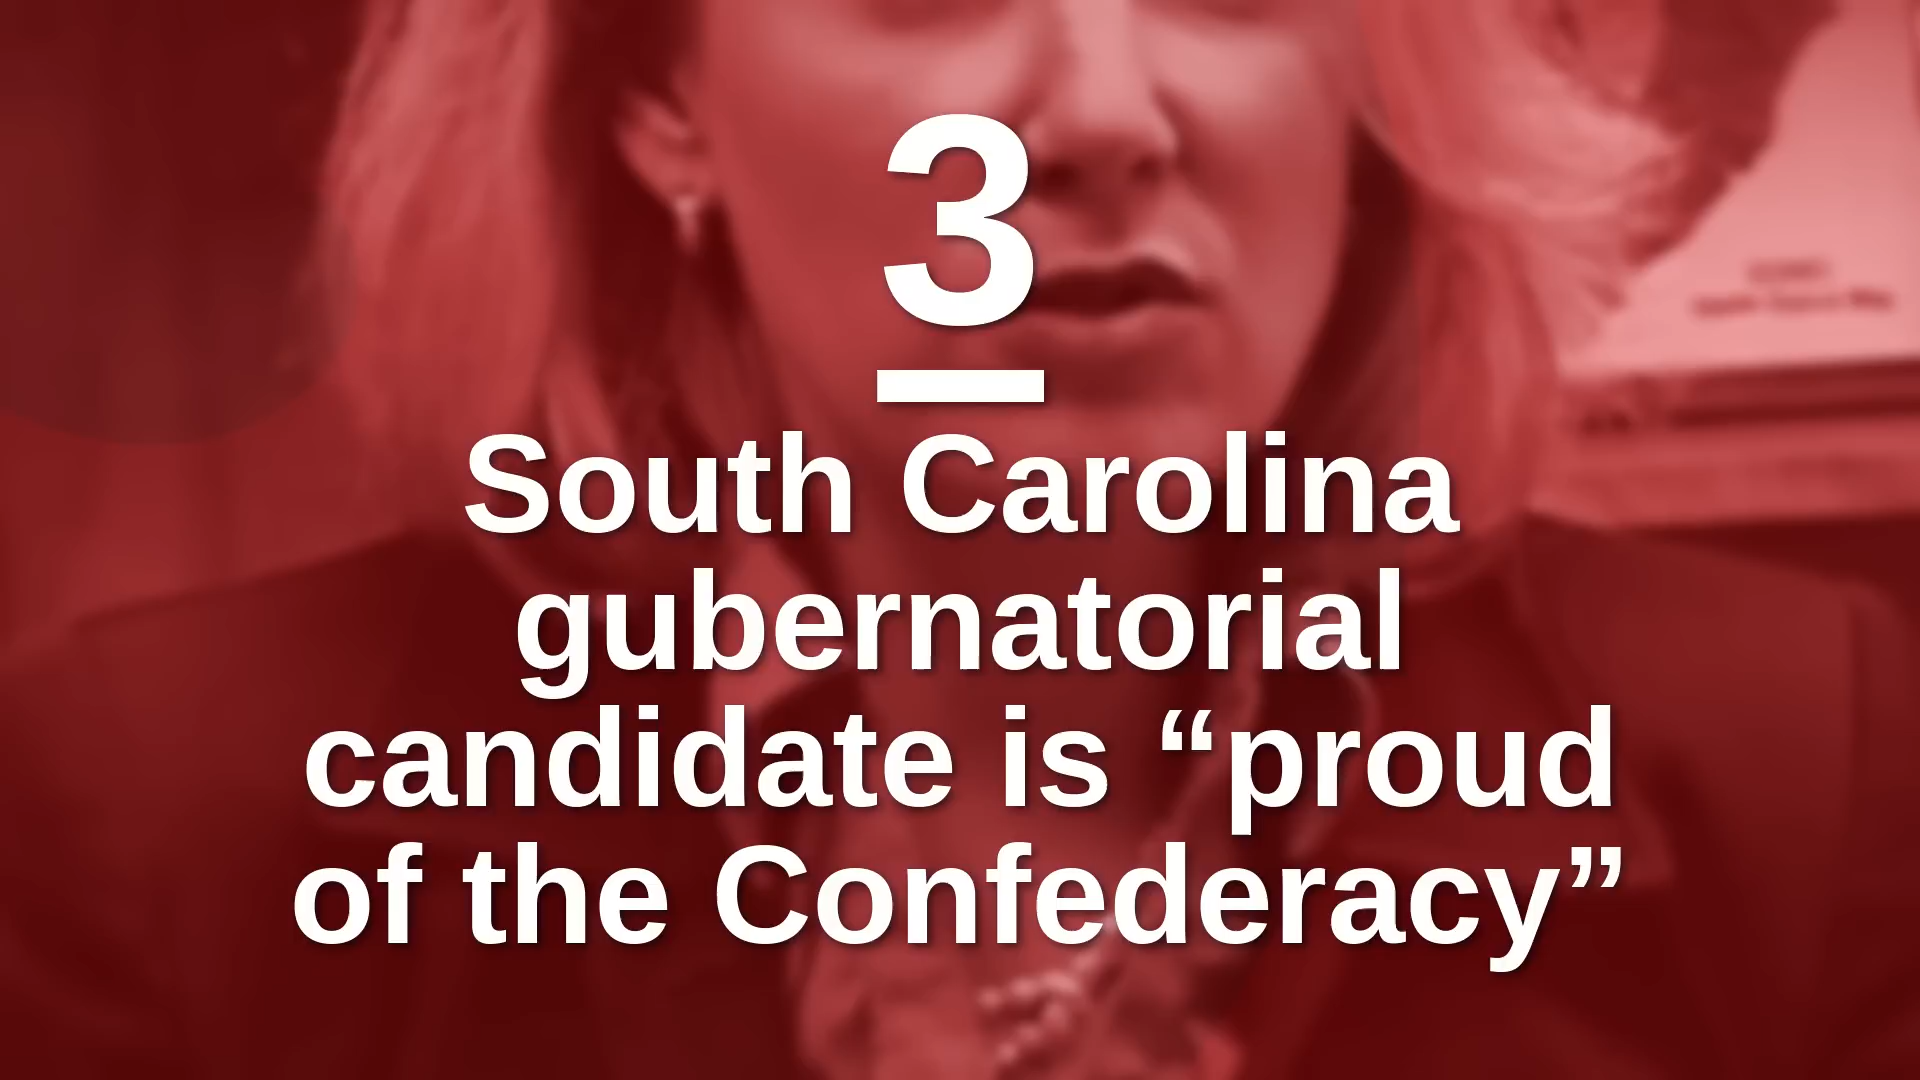 3
South Carolina
gubernatorial
candidate is “proud
of the Confederacy”